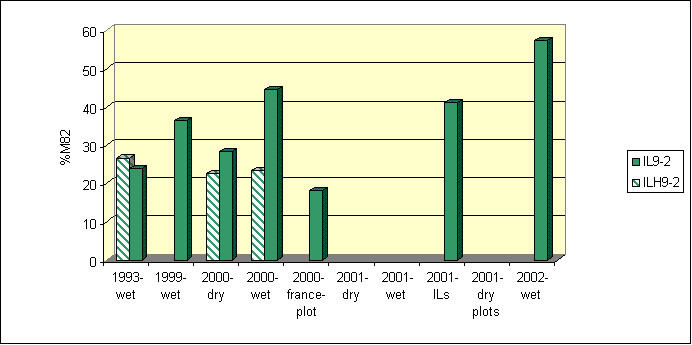 60
50
40
30
20
10
0
%M82
1993-wet
1999-wet
2000-dry
2000-wet
2000-france-plot
2001-dry
2001-wet
2001-ILs
2001-dry plots
2002-wet
IL9-2
ILH9-2